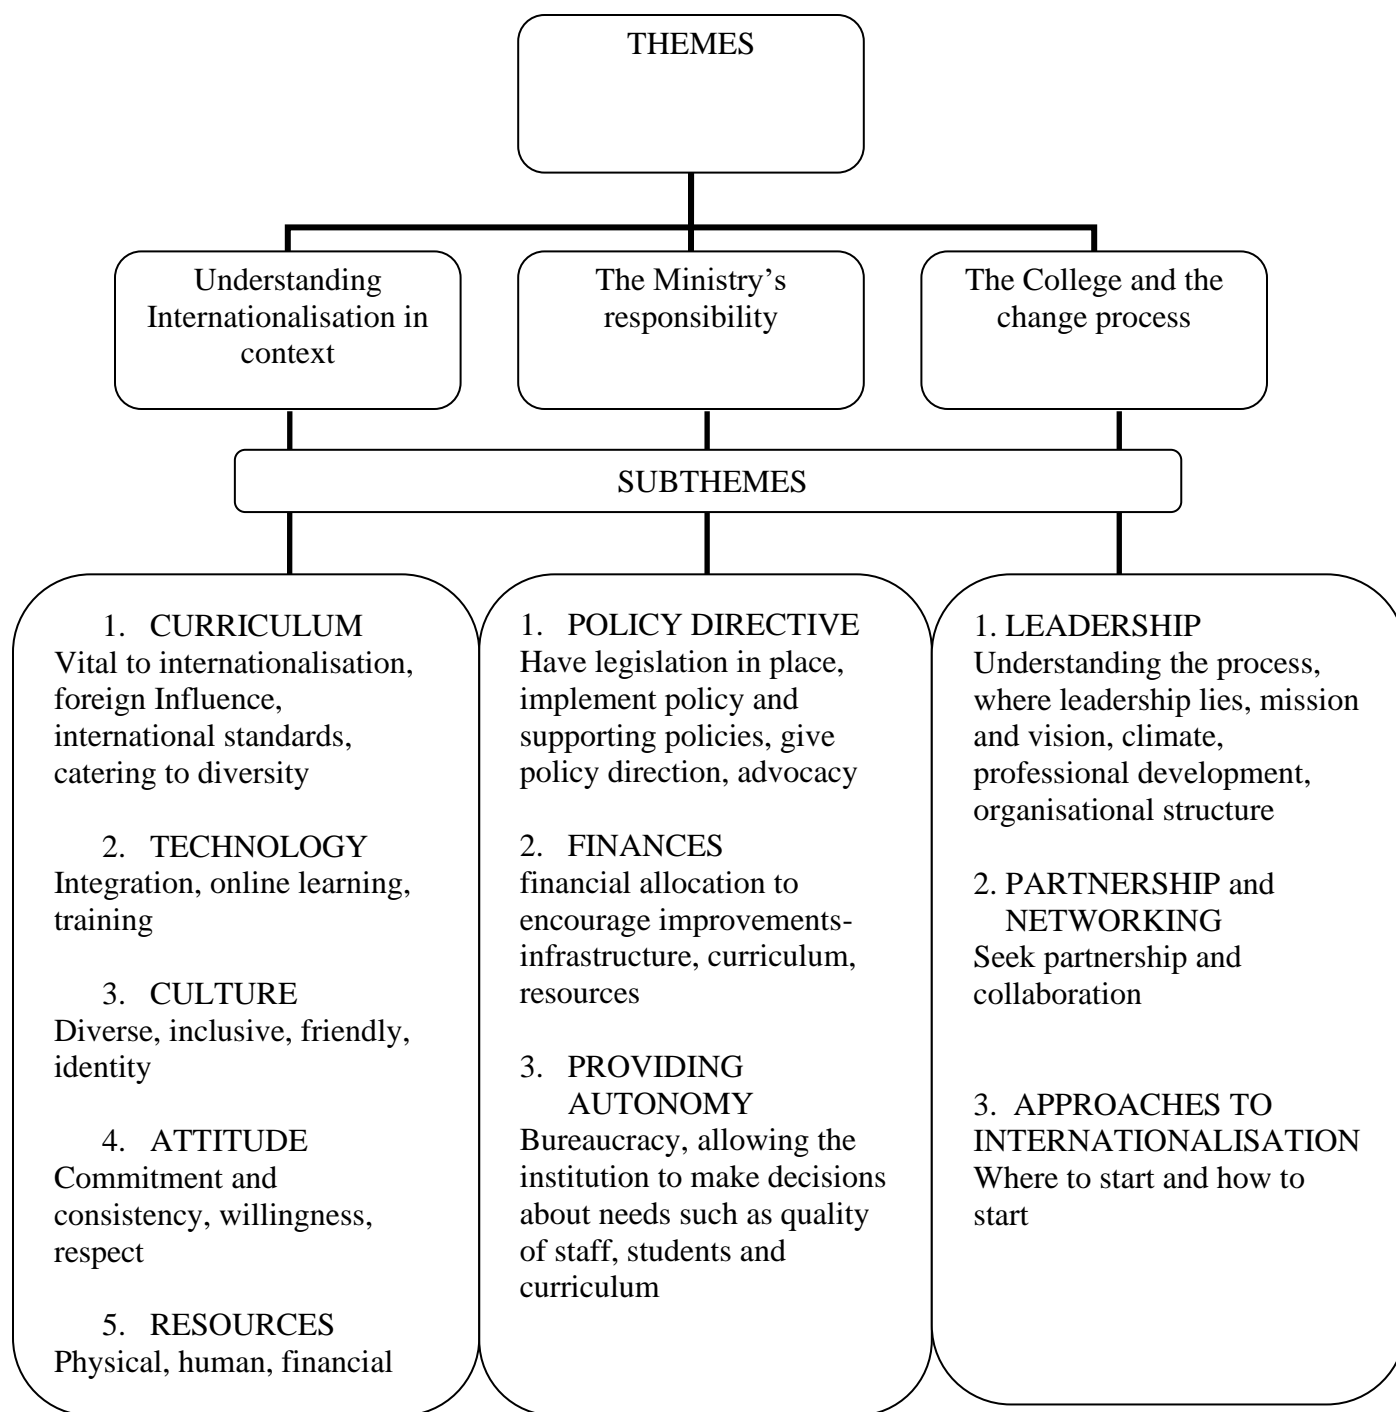 THEMES
Understanding
Internationalisation in
context
The Ministry’s
responsibility
The College and the
change process
SUBTHEMES
1. CURRICULUM
Vital to internationalisation,
foreign Influence,
international standards,
catering to diversity
2. TECHNOLOGY
Integration, online learning,
training
3. CULTURE
Diverse, inclusive, friendly,
identity
4. ATTITUDE
Commitment and
consistency, willingness,
respect
5. RESOURCES
Physical, human, financial
1. POLICY DIRECTIVE
Have legislation in place,
implement policy and
supporting policies, give
policy direction, advocacy
2. FINANCES
financial allocation to
encourage improvements-
infrastructure, curriculum,
resources
3. PROVIDING
AUTONOMY
Bureaucracy, allowing the
institution to make decisions
about needs such as quality
of staff, students and
curriculum
1. LEADERSHIP
Understanding the process,
where leadership lies, mission
and vision, climate,
professional development,
organisational structure
2. PARTNERSHIP and
NETWORKING
Seek partnership and
collaboration
3. APPROACHES TO
INTERNATIONALISATION
Where to start and how to
start